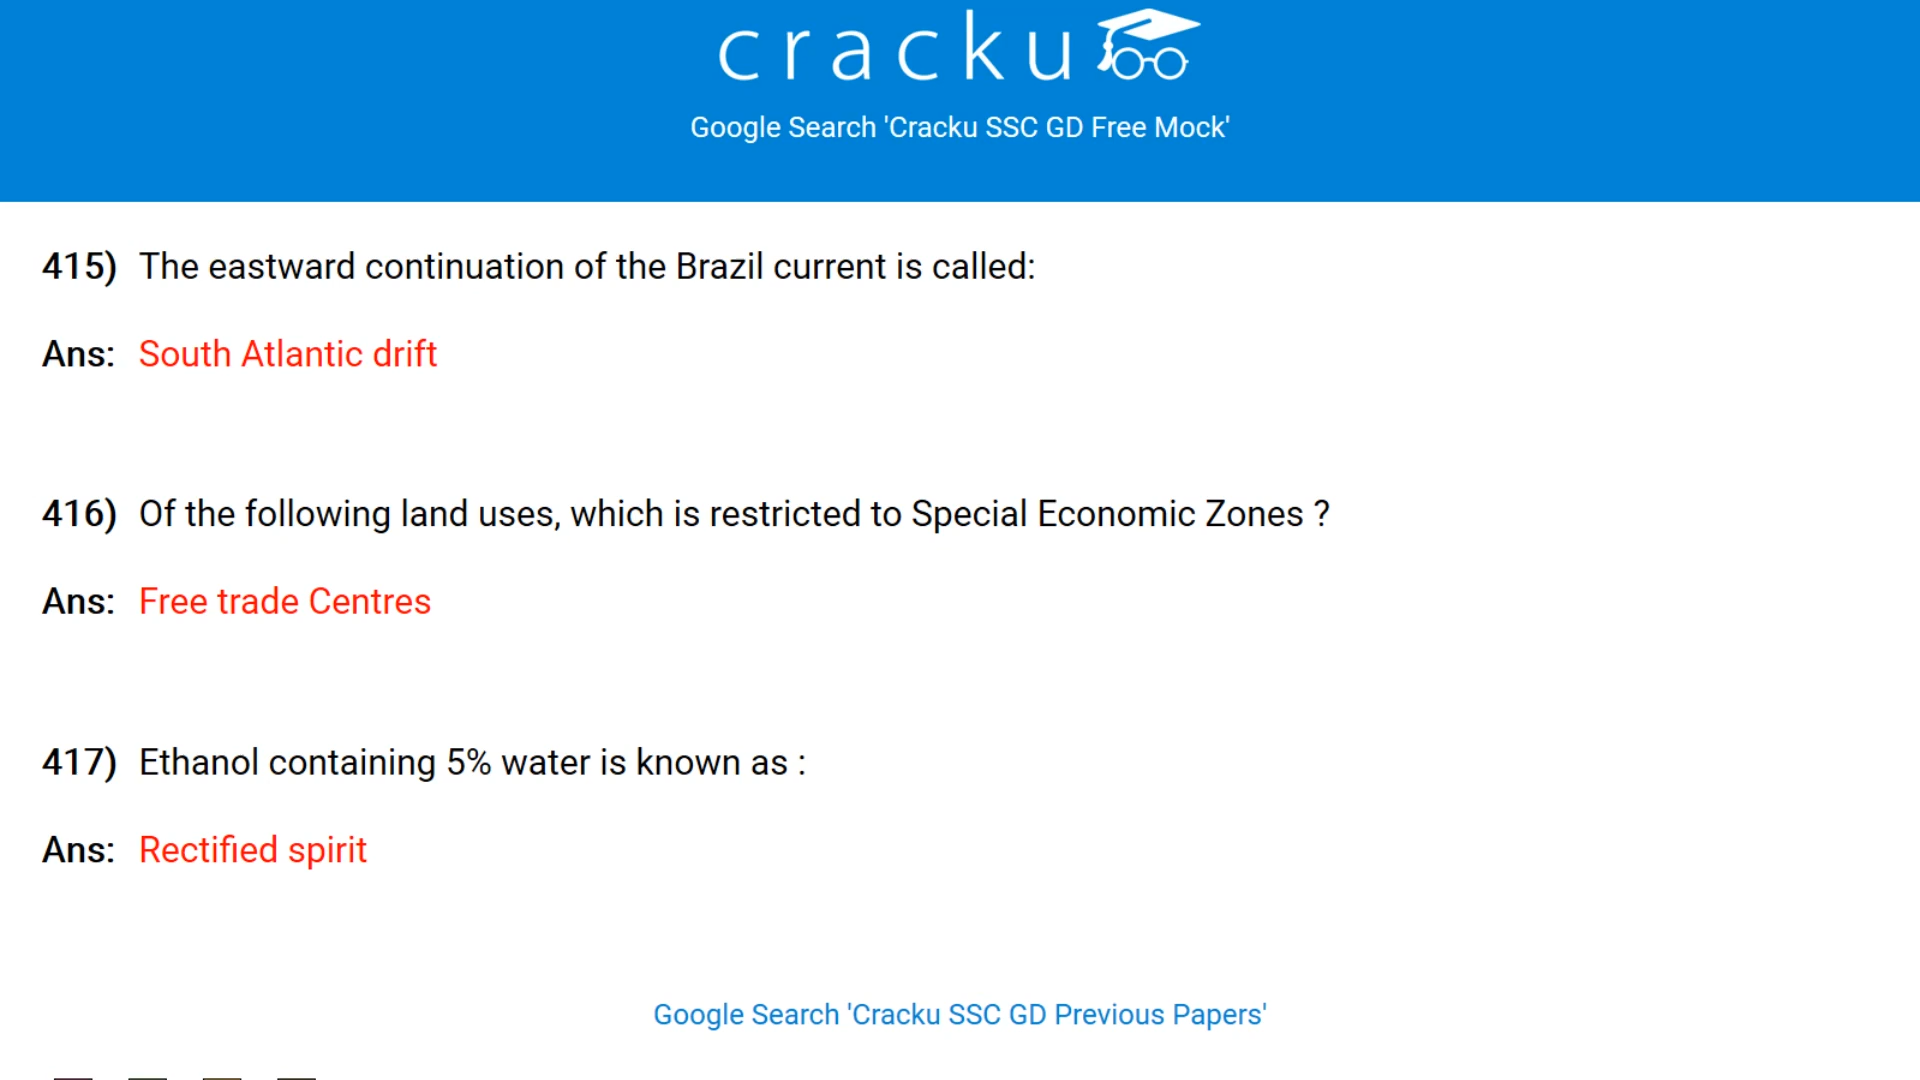 cracku
Google Search 'Cracku SSC GD Free Mock'
415) The eastward continuation of the Brazil current is called:
Ans: South Atlantic drift
416) Of the following land uses, which is restricted to Special Economic Zones ?
Ans: Free trade Centres
417) Ethanol containing 5% water is known as :
Ans: Rectified spirit
Google Search 'Cracku SSC GD Previous Papers'